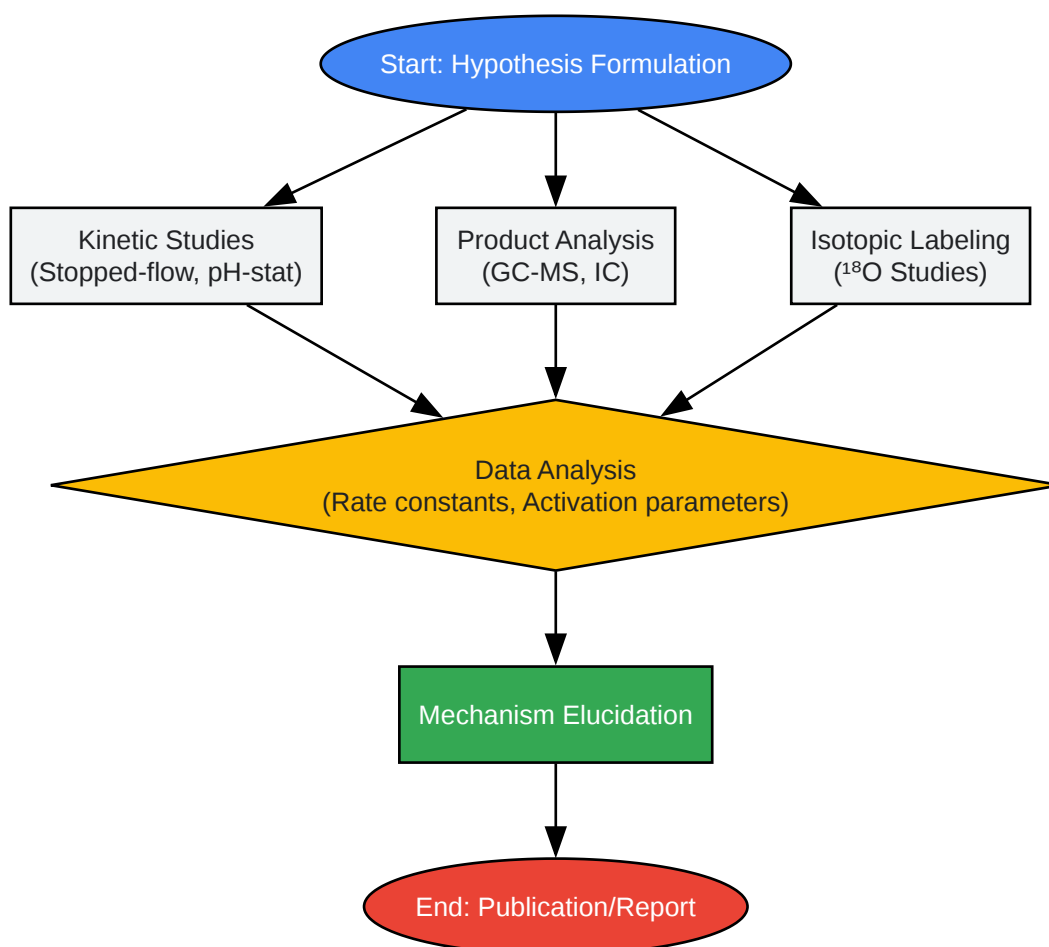 Start: Hypothesis Formulation
Kinetic Studies
(Stopped-flow, pH-stat)
Product Analysis
(GC-MS, IC)
Isotopic Labeling
(¹⁸O Studies)
Data Analysis
(Rate constants, Activation parameters)
Mechanism Elucidation
End: Publication/Report